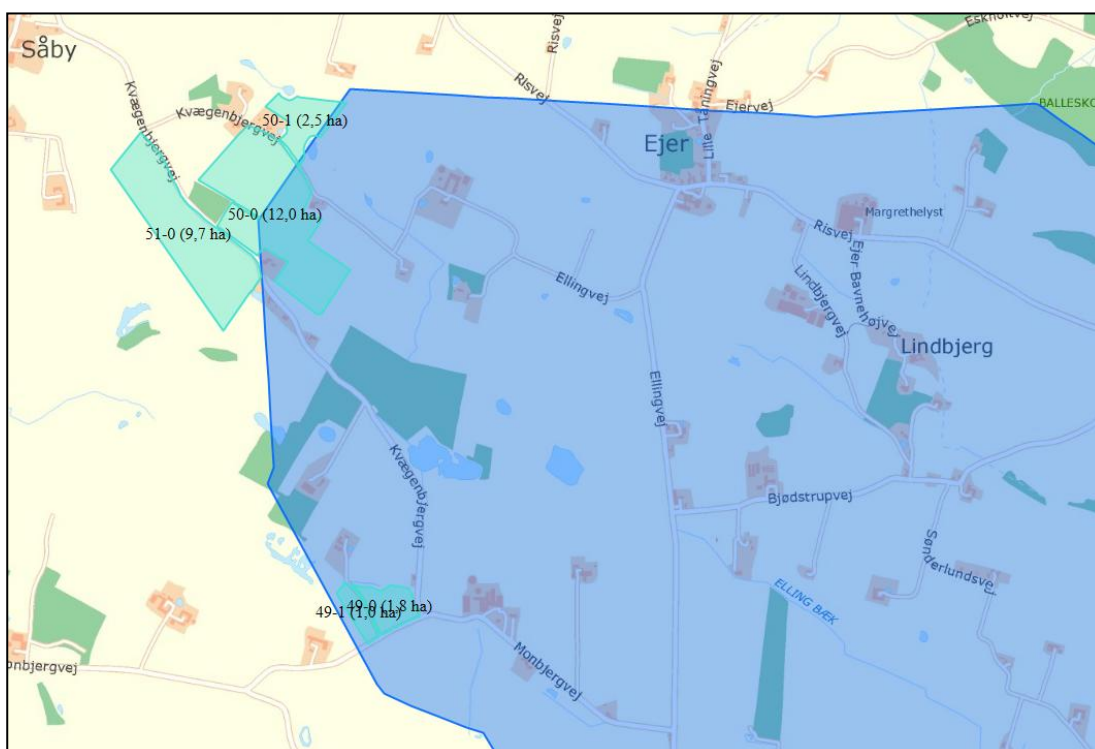 Såby
Kvægenbjergvej
Kvægenbjergvej
50-1 (2,5 ha)
50-0 (12,0 ha)
51-0 (9,7 ha)
Risvej
Risvej
Eskholtvej
Ejervej
Lille Tåningvej
BALLESKO
Ejer
Margrethelyst
Risvej
Ejer Bavnehøjvej
Lindbjergvej
Lindbjerg
Ellingvej
Ellingvej
Kvægenbjergvej
Bjødstrupvej
Sønderlundsvej
ELLING BÆK
49-0 (1,8 ha)
49-1 (1,0 ha)
Monbjergvej
onbjergvej